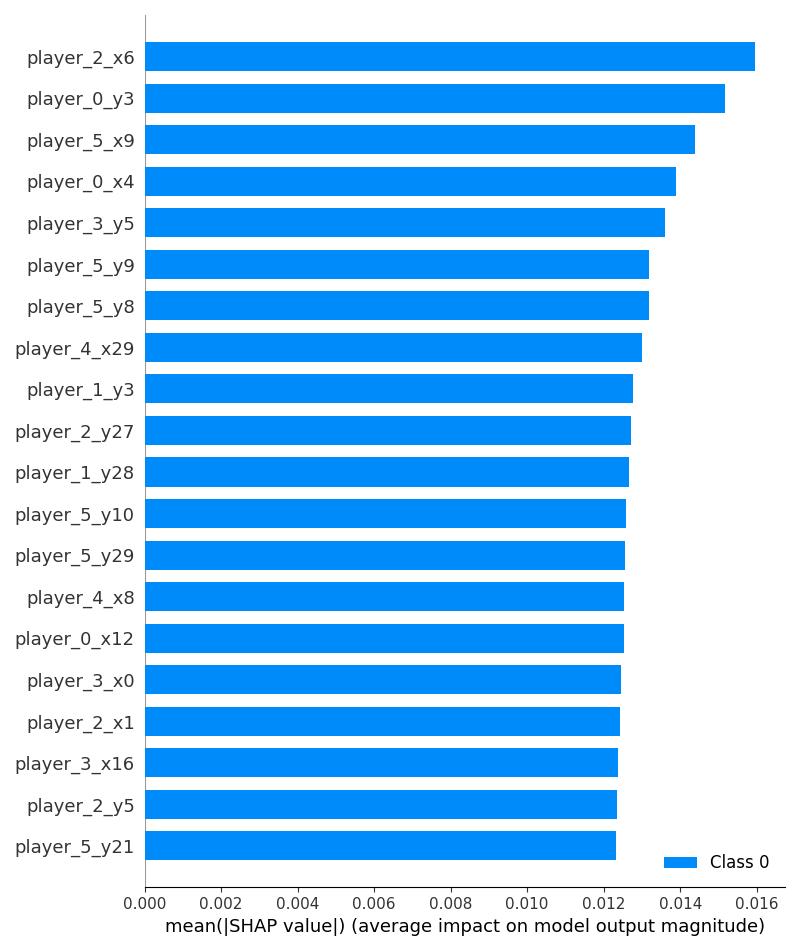 player_2_x6
player_0_y3
player_5_x9
player_0_x4
player_3_y5
player_5_y9
player_5_y8
player_4_x29
player_1_y3
player_2_y27
player_1_y28
player_5_y10
player_5_y29
player_4_x8
player_0_x12
player_3_x0
player_2_x1
player_3_x16
player_2_y5
player_5_y21
Class 0
0.000 0.002 0.004 0.006 0.008 0.010 0.012 0.014 0.016
mean(|SHAP value|) (average impact on model output magnitude)